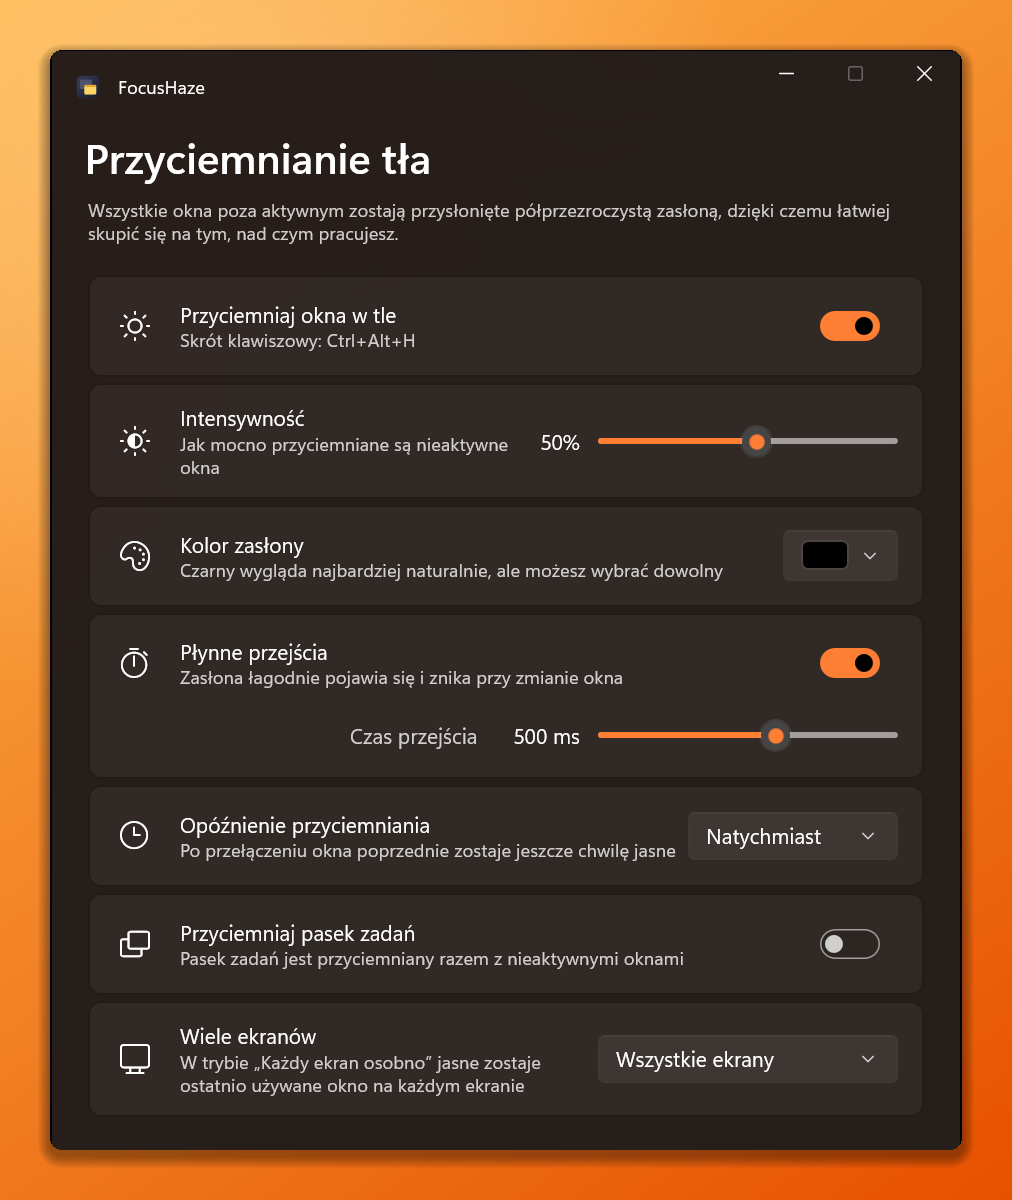 FocusHaze
Przyciemnianie tła
Wszystkie okna poza aktywnym zostają przysłonięte półprzezroczystą zasłoną, dzięki czemu łatwiej
skupić się na tym, nad czym pracujesz.
Przyciemniaj okna w tle
Skrót klawiszowy: Ctrl+Alt+H
Intensywność
Jak mocno przyciemniane są nieaktywne
okna
50%
Kolor zasłony
Czarny wygląda najbardziej naturalnie, ale możesz wybrać dowolny
Płynne przejścia
Zasłona łagodnie pojawia się i znika przy zmianie okna
Czas przejścia
500 ms
Opóźnienie przyciemniania
Po przełączeniu okna poprzednie zostaje jeszcze chwilę jasne
Natychmiast
Przyciemniaj pasek zadań
Pasek zadań jest przyciemniany razem z nieaktywnymi oknami
Wiele ekranów
W trybie „Każdy ekran osobno” jasne zostaje
ostatnio używane okno na każdym ekranie
Wszystkie ekrany